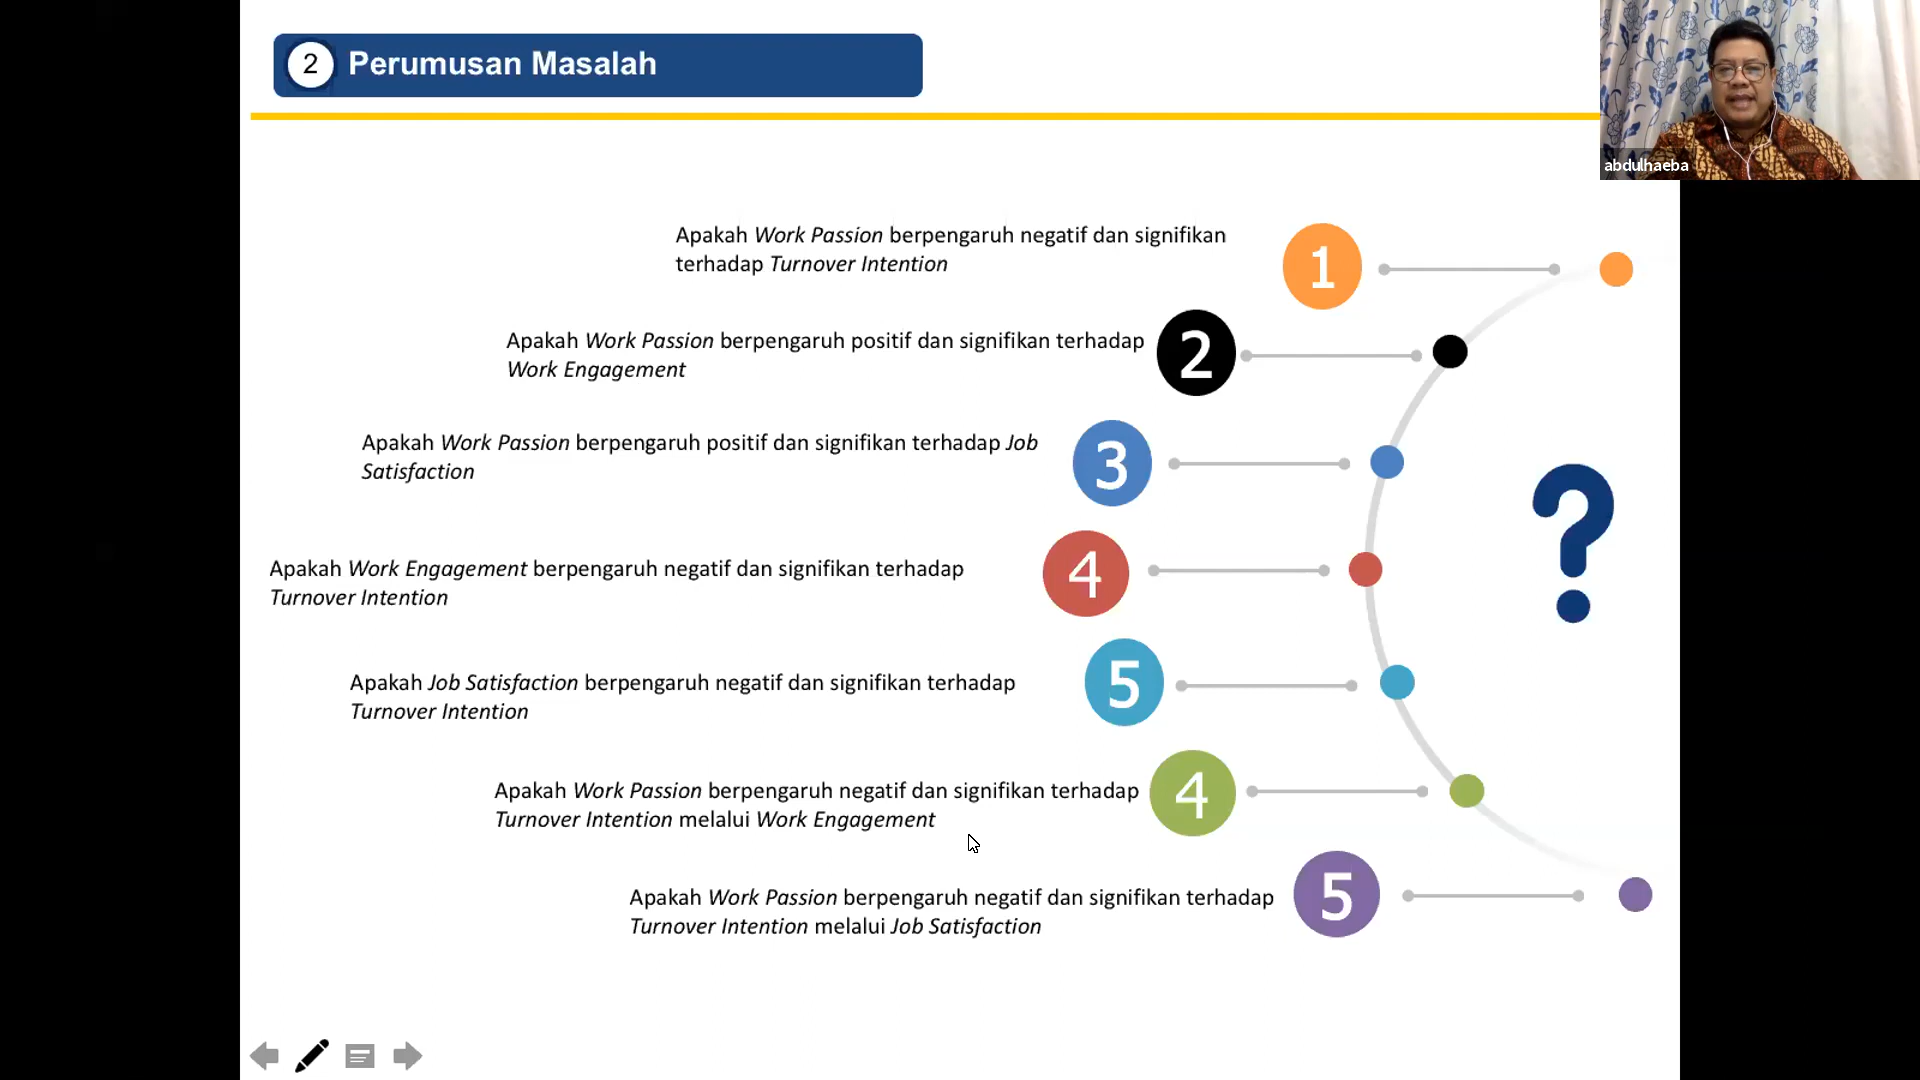 2 Perumusan Masalah
abdulhaeba
Apakah Work Passion berpengaruh negatif dan signifikan
terhadap Turnover Intention
1
Apakah Work Passion berpengaruh positif dan signifikan terhadap
Work Engagement
2
Apakah Work Passion berpengaruh positif dan signifikan terhadap Job
Satisfaction
3
Apakah Work Engagement berpengaruh negatif dan signifikan terhadap
Turnover Intention
4
Apakah Job Satisfaction berpengaruh negatif dan signifikan terhadap
Turnover Intention
5
Apakah Work Passion berpengaruh negatif dan signifikan terhadap
Turnover Intention melalui Work Engagement
4
Apakah Work Passion berpengaruh negatif dan signifikan terhadap
Turnover Intention melalui Job Satisfaction
5
?